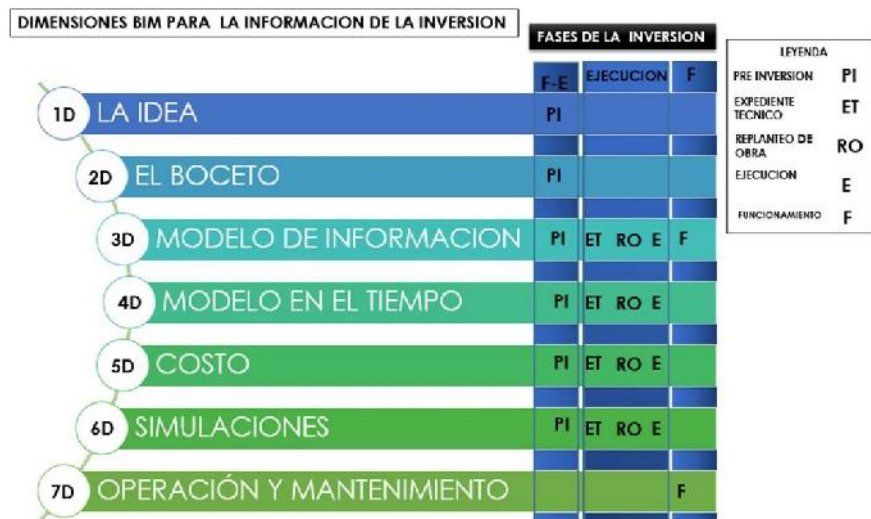 DIMENSIONES BIM PARA LA INFORMACION DE LA INVERSION
FASES DE LA INVERSION
F-E EJECUCION F
1D LA IDEA PI
2D EL BOCETO PI
3D MODELO DE INFORMACION PI ET RO E F
4D MODELO EN EL TIEMPO PI ET RO E
5D COSTO PI ET RO E
6D SIMULACIONES PI ET RO E
7D OPERACIÓN Y MANTENIMIENTO F
LEYENDA
PRE INVERSION PI
EXPEDIENTE
TECNICO ET
REPLANTEO DE
OBRA RO
EJECUCION E
FUNCIONAMIENTO F